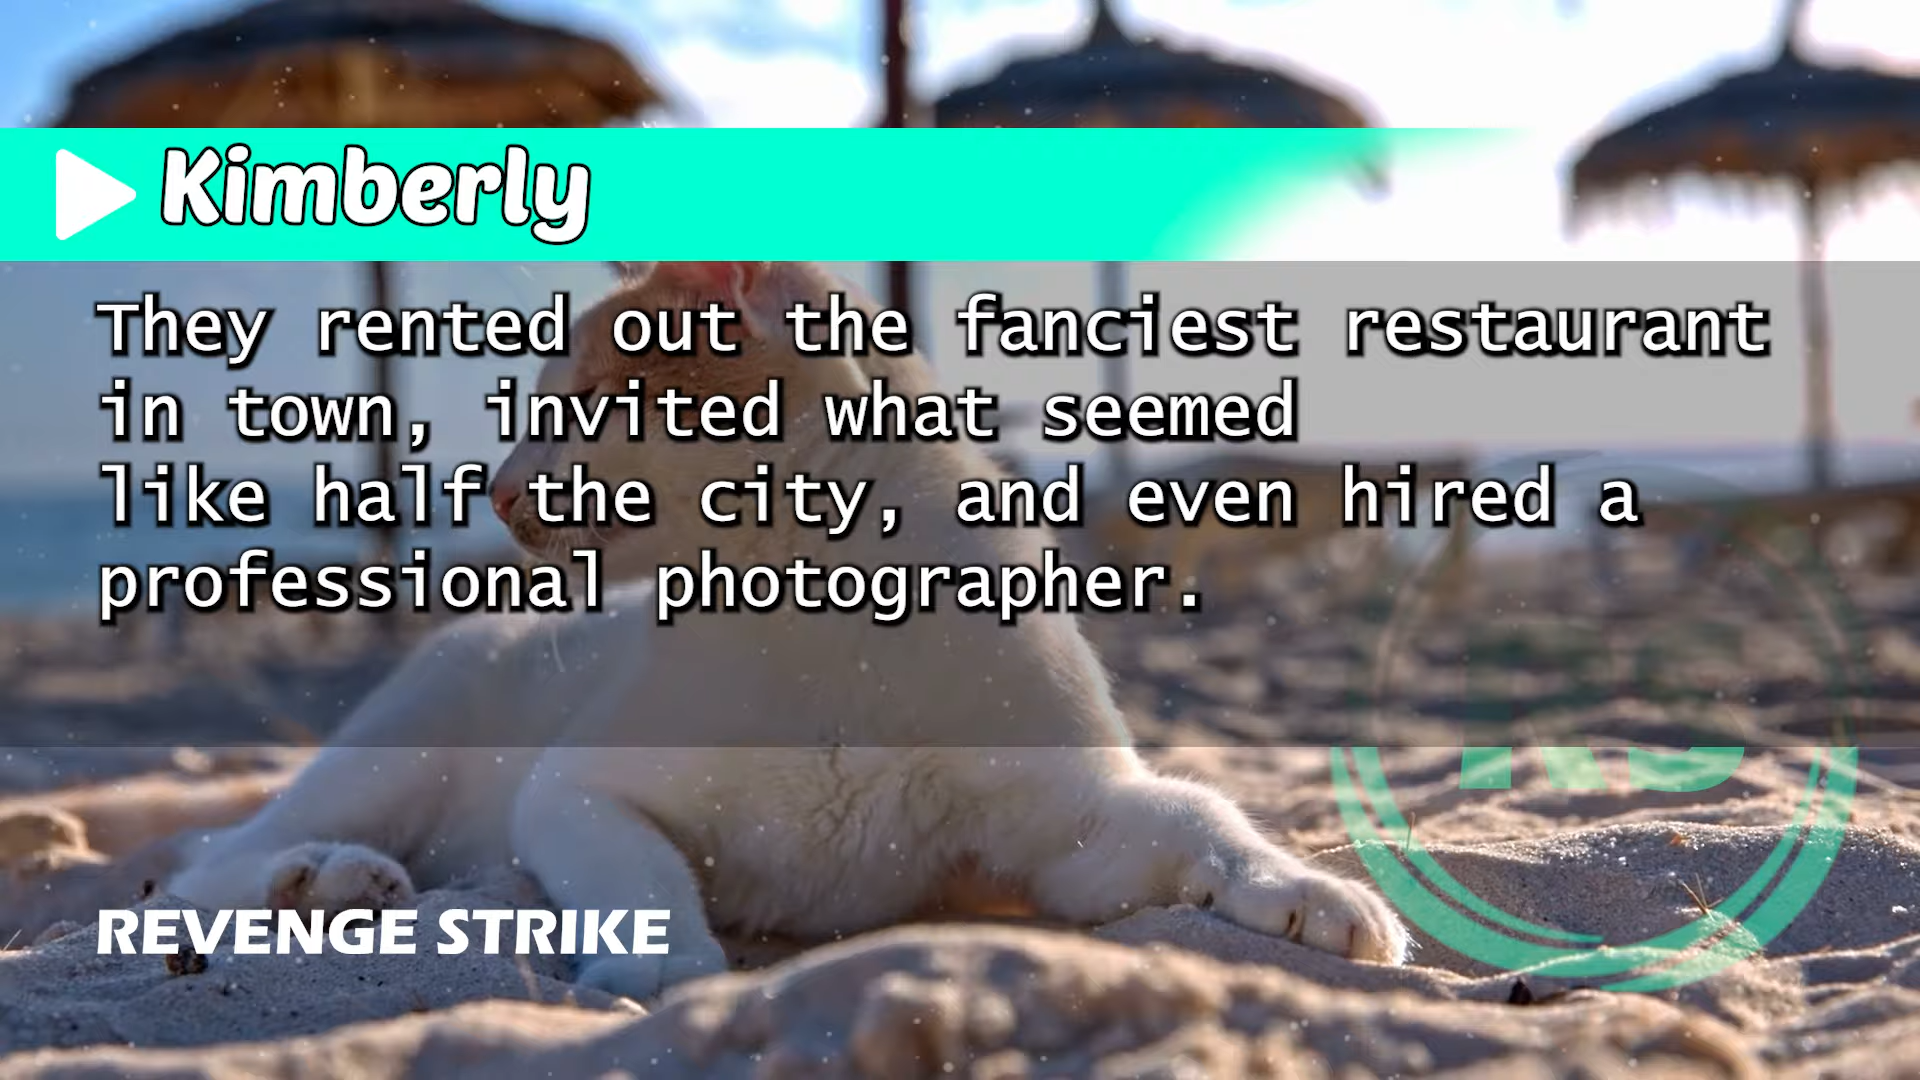 Kimberly
They rented out the fanciest restaurant
in town, invited what seemed
like half the city, and even hired a
professional photographer.
REVENGE STRIKE
RS